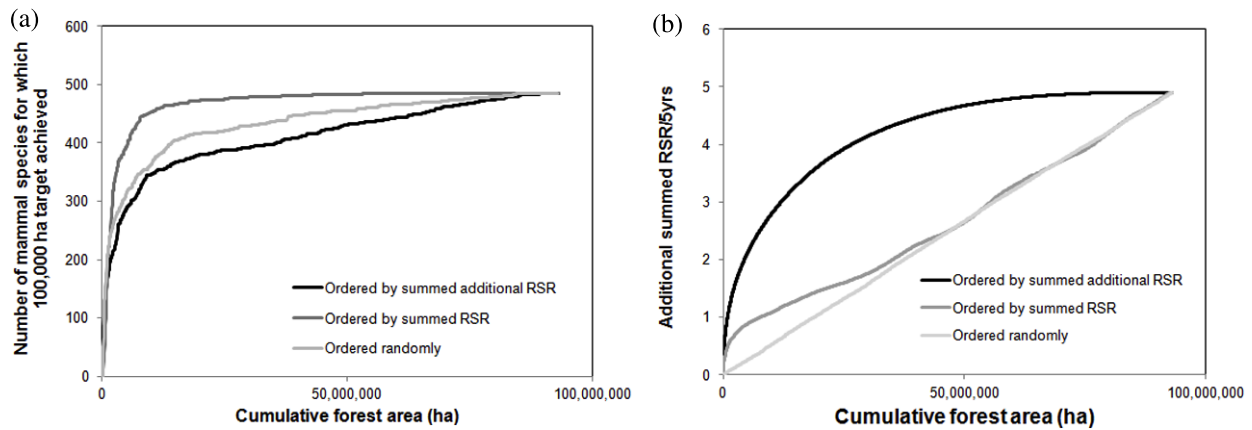 (a)
Number of mammal species for which
100,000 ha target achieved
600
500
400
300
200
100
0
Ordered by summed additional RSR
Ordered by summed RSR
Ordered randomly
0
50,000,000
100,000,000
Cumulative forest area (ha)
(b)
Additional summed RSR/5yrs
6
5
4
3
2
1
0
Ordered by summed additional RSR
Ordered by summed RSR
Ordered randomly
0
50,000,000
100,000,000
Cumulative forest area (ha)